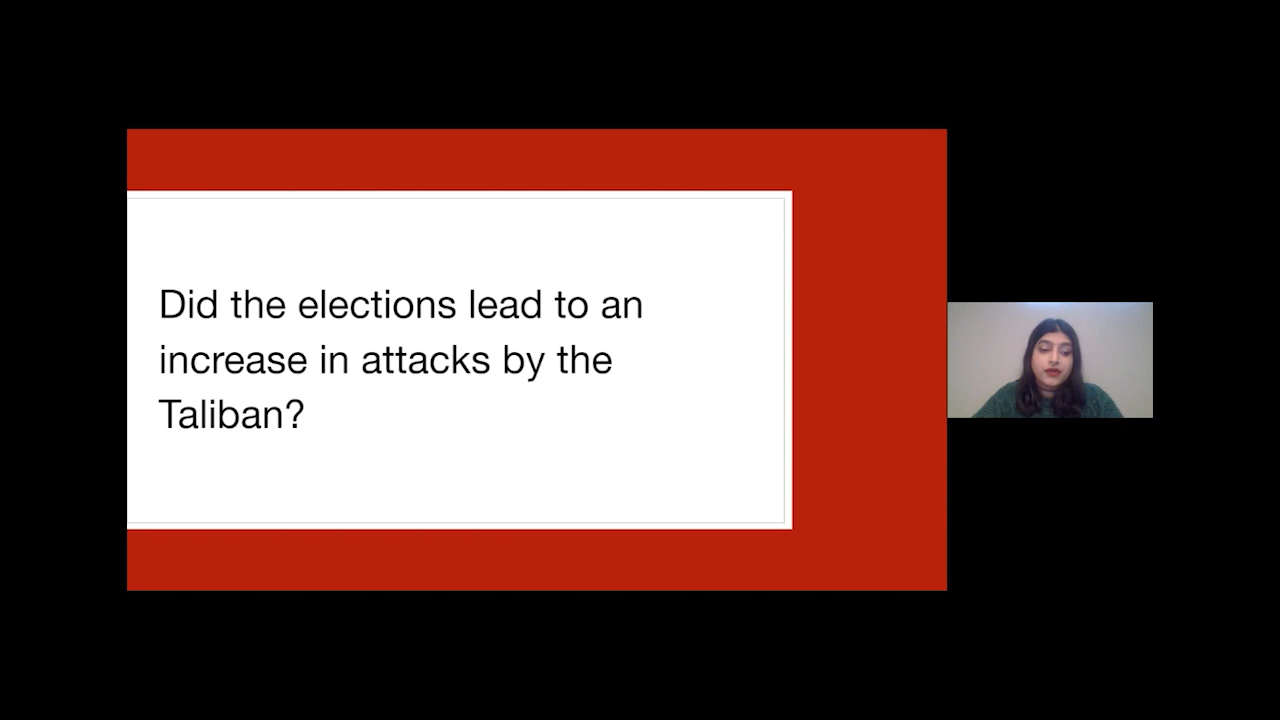 Did the elections lead to an
increase in attacks by the
Taliban?